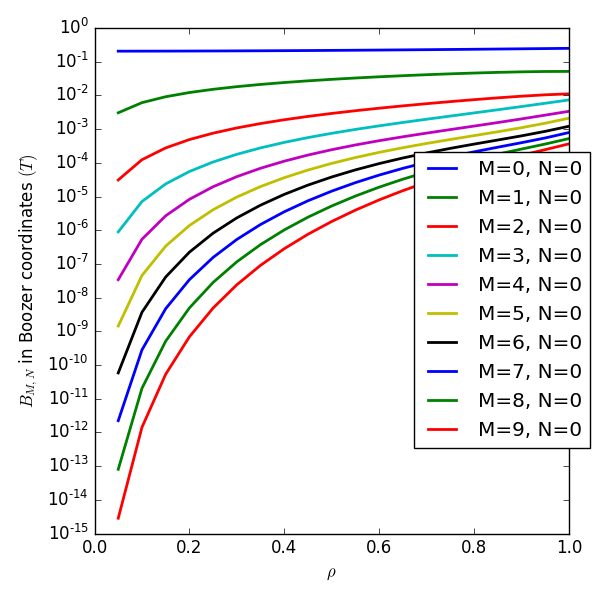 10^0
10^-1
10^-2
10^-3
10^-4
10^-5
10^-6
10^-7
10^-8
10^-9
10^-10
10^-11
10^-12
10^-13
10^-14
10^-15
B_{M,N} in Boozer coordinates (T)
M=0, N=0
M=1, N=0
M=2, N=0
M=3, N=0
M=4, N=0
M=5, N=0
M=6, N=0
M=7, N=0
M=8, N=0
M=9, N=0
0.0 0.2 0.4 0.6 0.8 1.0
ρ